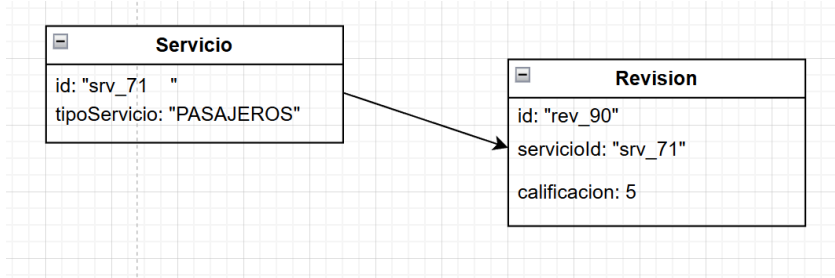 Servicio
id: "srv_71    "
tipoServicio: "PASAJEROS"
Revision
id: "rev_90"
servicioId: "srv_71"
calificacion: 5